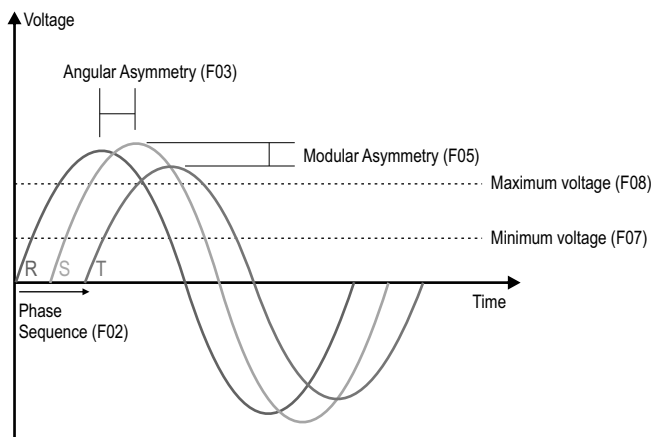 Voltage
Angular Asymmetry (F03)
Modular Asymmetry (F05)
Maximum voltage (F08)
Minimum voltage (F07)
R S T
Time
Phase
Sequence (F02)